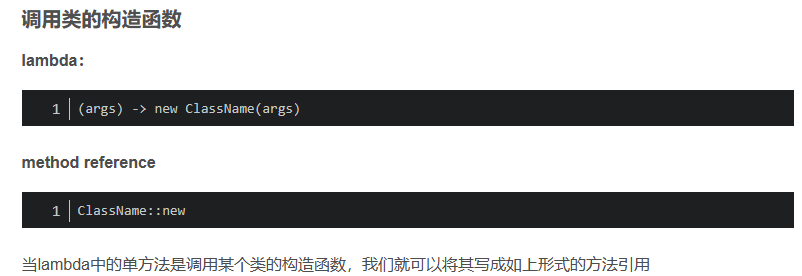 调用类的构造函数
lambda：
1 (args) -> new ClassName(args)
method reference
1 ClassName::new
当lambda中的单方法是调用某个类的构造函数，我们就可以将其写成如上形式的方法引用